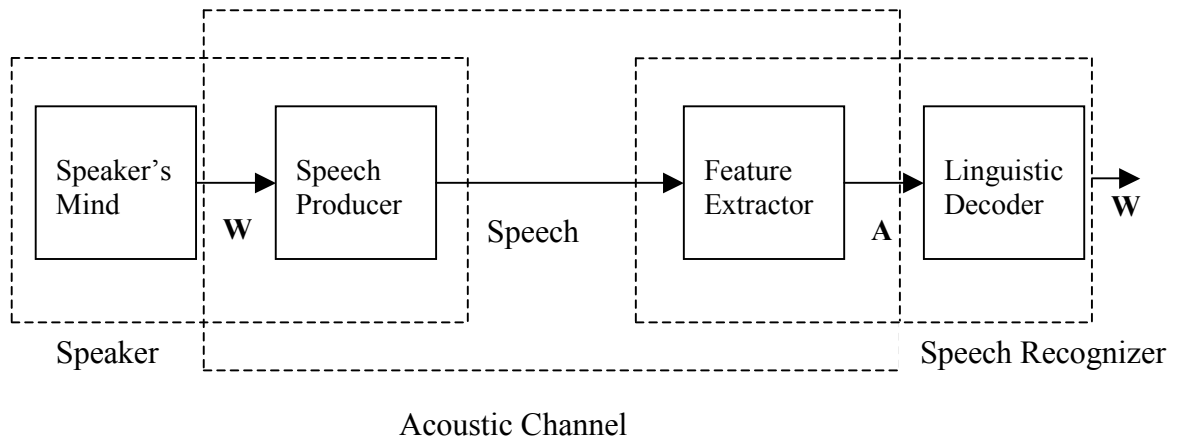 Speaker’s
Mind
W
Speech
Producer
Speech
Feature
Extractor
A
Linguistic
Decoder
W
Speaker
Speech Recognizer
Acoustic Channel